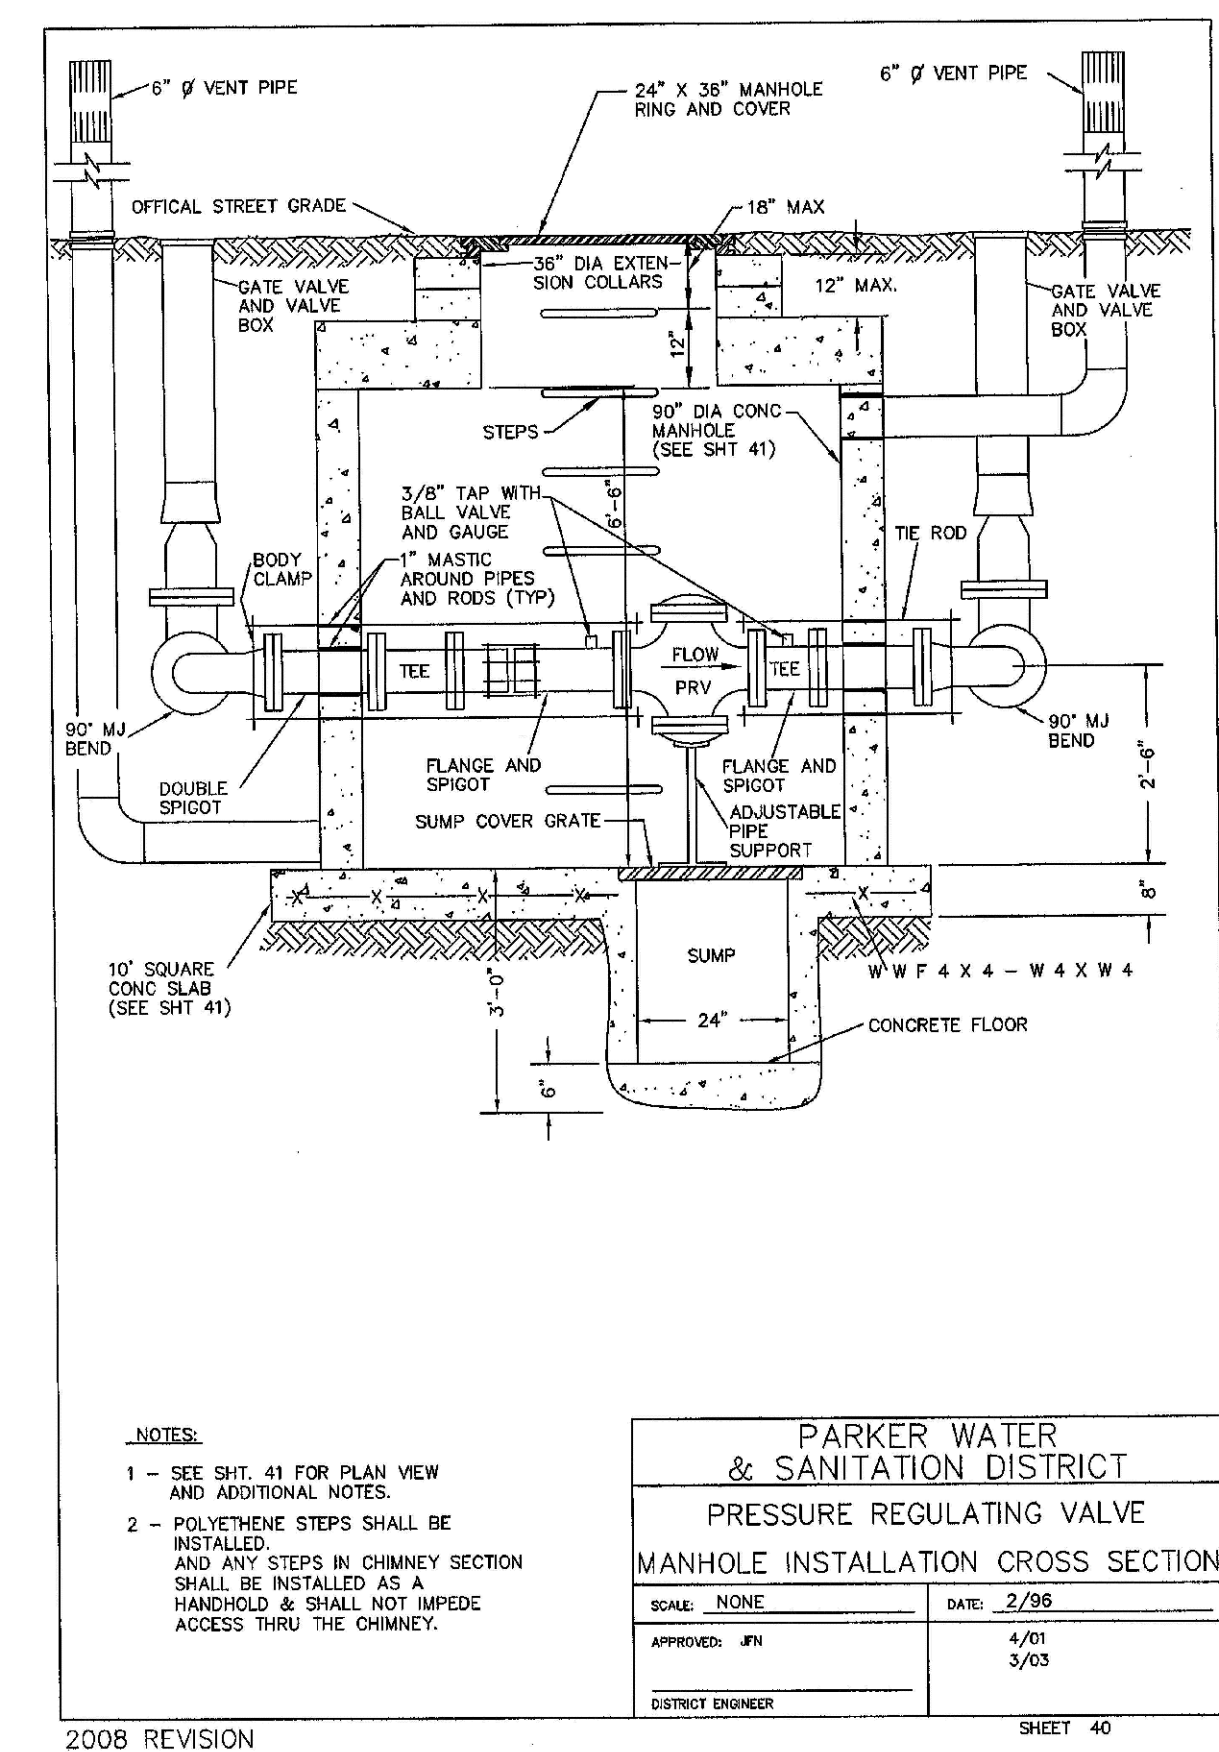 6" Ø VENT PIPE
24" X 36" MANHOLE
RING AND COVER
6" Ø VENT PIPE
OFFICAL STREET GRADE
18" MAX
36" DIA EXTEN-
SION COLLARS
12" MAX.
GATE VALVE
AND VALVE
BOX
GATE VALVE
AND VALVE
BOX
12"
STEPS
90" DIA CONC
MANHOLE
(SEE SHT 41)
6'-6"
3/8" TAP WITH
BALL VALVE
AND GAUGE
TIE ROD
BODY
CLAMP
1" MASTIC
AROUND PIPES
AND RODS (TYP)
TEE
FLOW
PRV
TEE
90° MJ
BEND
90° MJ
BEND
2'-6"
DOUBLE
SPIGOT
FLANGE AND
SPIGOT
FLANGE AND
SPIGOT
SUMP COVER GRATE
ADJUSTABLE
PIPE
SUPPORT
8"
X X X X X
10' SQUARE
CONC SLAB
(SEE SHT 41)
3'-0"
SUMP
WWF 4 X 4 - W 4 X W 4
24"
CONCRETE FLOOR
6"
NOTES:
1 - SEE SHT. 41 FOR PLAN VIEW
AND ADDITIONAL NOTES.
2 - POLYETHENE STEPS SHALL BE
INSTALLED.
AND ANY STEPS IN CHIMNEY SECTION
SHALL BE INSTALLED AS A
HANDHOLD & SHALL NOT IMPEDE
ACCESS THRU THE CHIMNEY.
PARKER WATER
& SANITATION DISTRICT
PRESSURE REGULATING VALVE
MANHOLE INSTALLATION CROSS SECTION
SCALE: NONE
DATE: 2/96
APPROVED: JFN
4/01
3/03
DISTRICT ENGINEER
SHEET 40
2008 REVISION